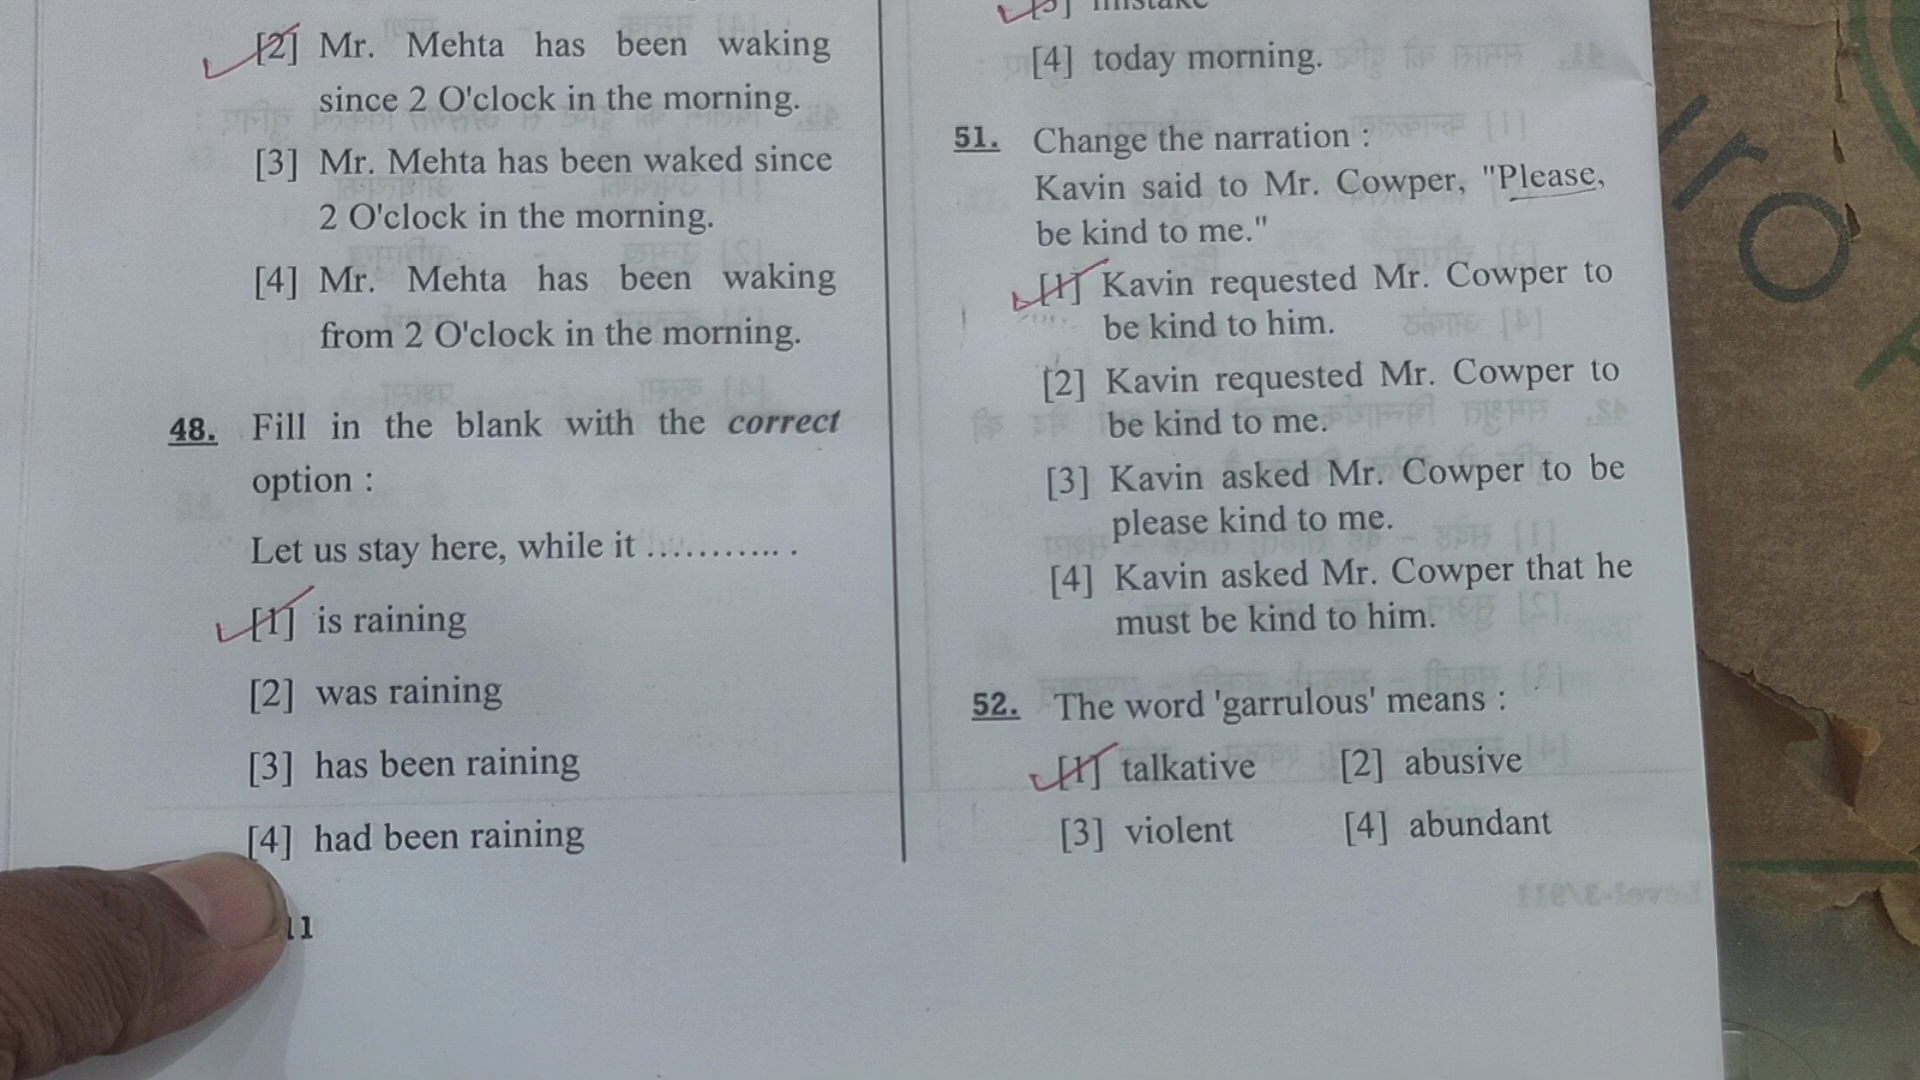 [2] Mr. Mehta has been waking
since 2 O'clock in the morning.
[3] Mr. Mehta has been waked since
2 O'clock in the morning.
[4] Mr. Mehta has been waking
from 2 O'clock in the morning.
48. Fill in the blank with the correct
option :
Let us stay here, while it ............ .
[1] is raining
[2] was raining
[3] has been raining
[4] had been raining
11
[3] mistake
[4] today morning.
51. Change the narration :
Kavin said to Mr. Cowper, "Please,
be kind to me."
[1] Kavin requested Mr. Cowper to
be kind to him.
[2] Kavin requested Mr. Cowper to
be kind to me.
[3] Kavin asked Mr. Cowper to be
please kind to me.
[4] Kavin asked Mr. Cowper that he
must be kind to him.
52. The word 'garrulous' means :
[1] talkative [2] abusive
[3] violent [4] abundant